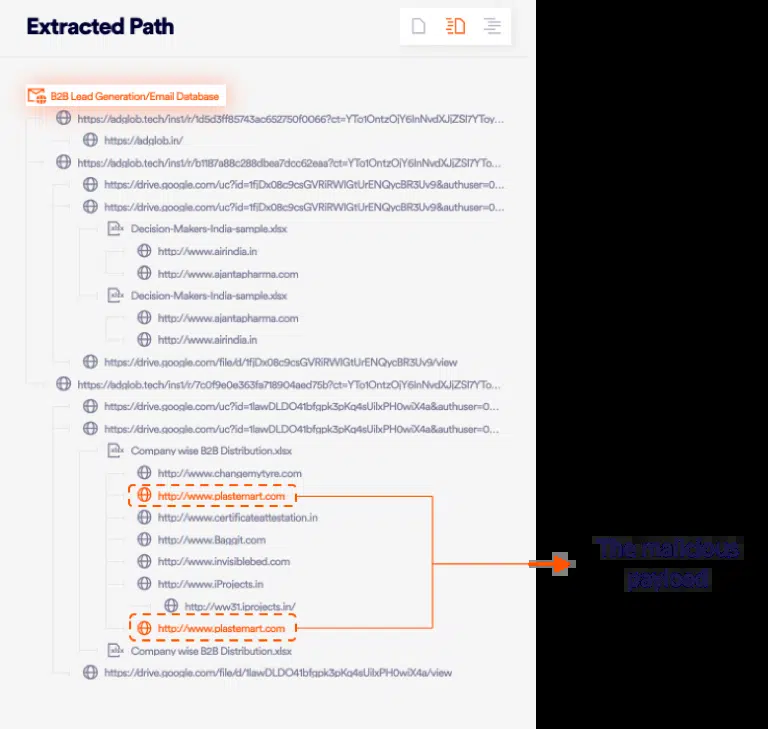 Extracted Path
B2B Lead Generation/Email Database
https://adglob.tech/ins1/r/1d5d3ff85743ac652750f0066?ct=YTo1OntzOjY6InNvdXJjZSI7YToy...
https://adglob.in/
https://adglob.tech/ins1/r/b1187a88c288dbea7dcc62eaa?ct=YTo1OntzOjY6InNvdXJjZSI7YTo...
https://drive.google.com/uc?id=1fjDx08c9csGVRiRWIGtUrENQycBR3Uv9&authuser=0...
https://drive.google.com/uc?id=1fjDx08c9csGVRiRWIGtUrENQycBR3Uv9&authuser=0...
Decision-Makers-India-sample.xlsx
http://www.airindia.in
http://www.ajantapharma.com
Decision-Makers-India-sample.xlsx
http://www.ajantapharma.com
http://www.airindia.in
https://drive.google.com/file/d/1fjDx08c9csGVRiRWIGtUrENQycBR3Uv9/view
https://adglob.tech/ins1/r/7c0f9e0e363fa718904aed75b?ct=YTo1OntzOjY6InNvdXJjZSI7YTo...
https://drive.google.com/uc?id=1lawDLDO41bfgpk3pKq4sUilxPH0wiX4a&authuser=0...
https://drive.google.com/uc?id=1lawDLDO41bfgpk3pKq4sUilxPH0wiX4a&authuser=0...
Company wise B2B Distribution.xlsx
http://www.changemytyre.com
http://www.plastemart.com
http://www.certificateattestation.in
http://www.Baggit.com
http://www.invisiblebed.com
http://www.iProjects.in
http://ww31.iprojects.in/
http://www.plastemart.com
Company wise B2B Distribution.xlsx
https://drive.google.com/file/d/1lawDLDO41bfgpk3pKq4sUilxPH0wiX4a/view
The malicious
payload